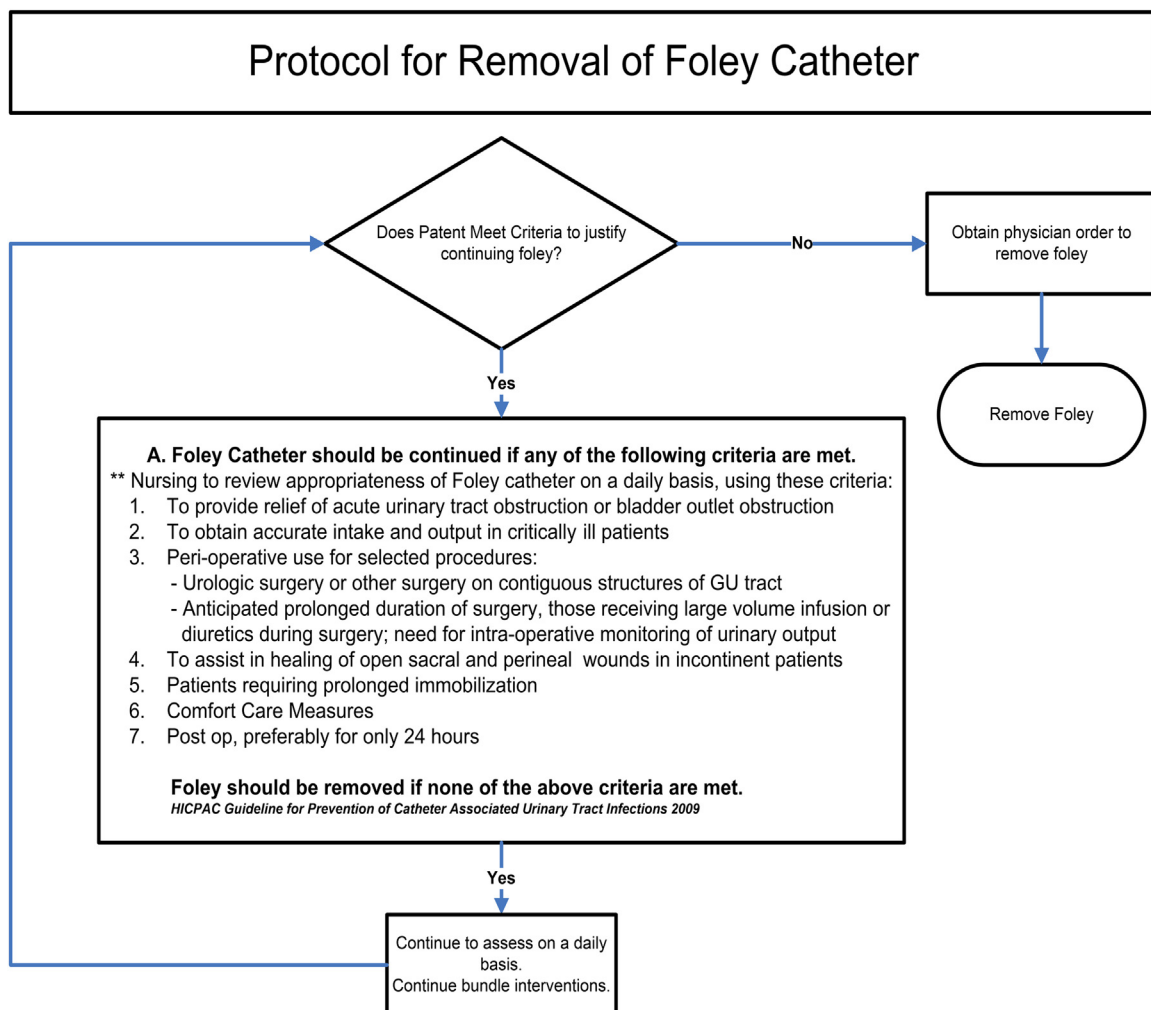 Protocol for Removal of Foley Catheter
Does Patent Meet Criteria to justify
continuing foley?
No
Obtain physician order to
remove foley
Remove Foley
Yes
A. Foley Catheter should be continued if any of the following criteria are met.
** Nursing to review appropriateness of Foley catheter on a daily basis, using these criteria:
1. To provide relief of acute urinary tract obstruction or bladder outlet obstruction
2. To obtain accurate intake and output in critically ill patients
3. Peri-operative use for selected procedures:
- Urologic surgery or other surgery on contiguous structures of GU tract
- Anticipated prolonged duration of surgery, those receiving large volume infusion or
diuretics during surgery; need for intra-operative monitoring of urinary output
4. To assist in healing of open sacral and perineal wounds in incontinent patients
5. Patients requiring prolonged immobilization
6. Comfort Care Measures
7. Post op, preferably for only 24 hours
Foley should be removed if none of the above criteria are met.
HICPAC Guideline for Prevention of Catheter Associated Urinary Tract Infections 2009
Yes
Continue to assess on a daily
basis.
Continue bundle interventions.